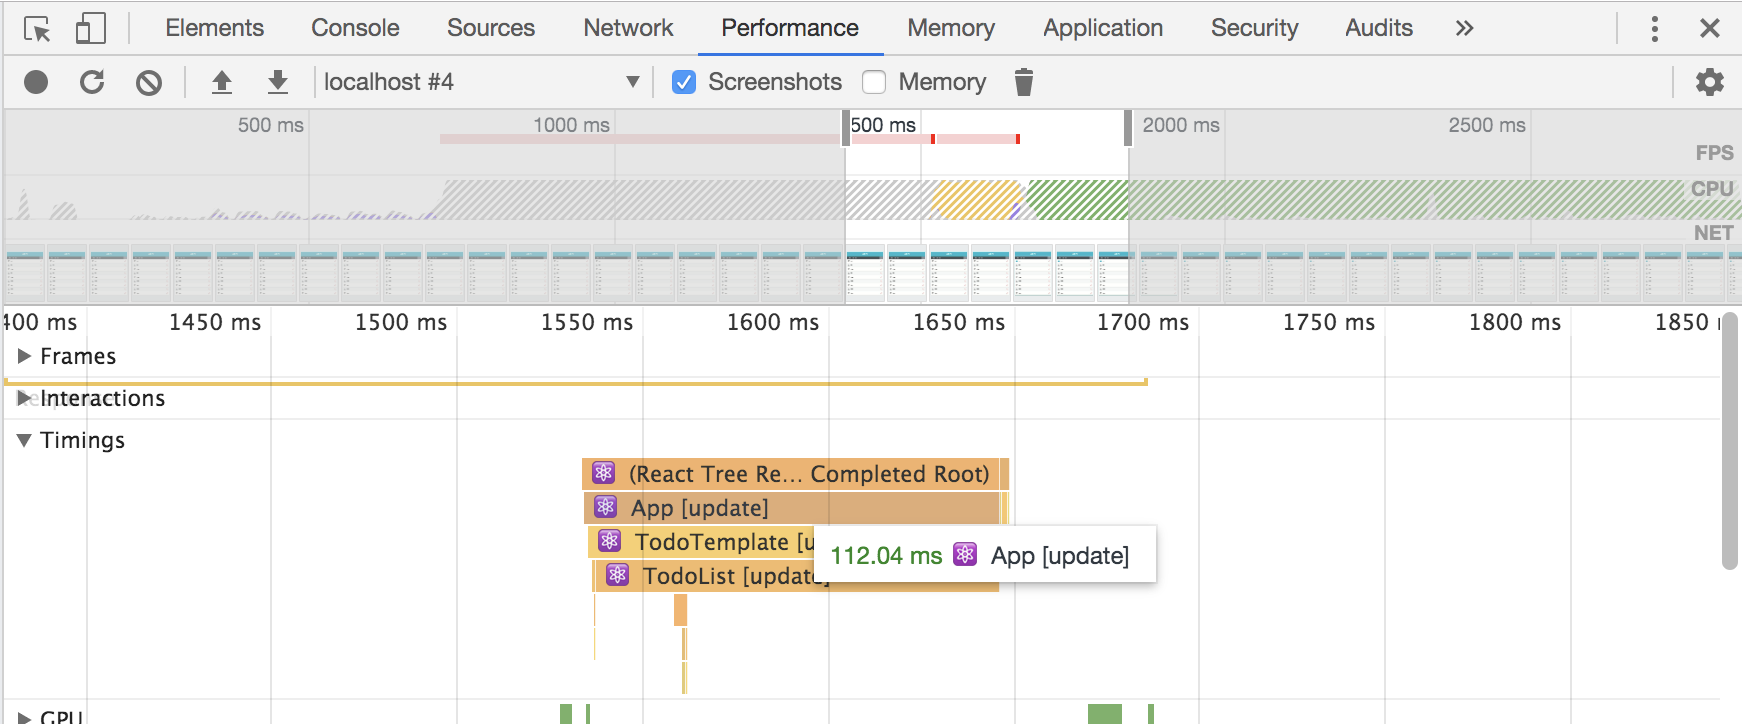 Elements Console Sources Network Performance Memory Application Security Audits »
localhost #4 ▼ Screenshots Memory
500 ms 1000 ms 500 ms 2000 ms 2500 ms
FPS
CPU
NET
400 ms 1450 ms 1500 ms 1550 ms 1600 ms 1650 ms 1700 ms 1750 ms 1800 ms 1850
Frames
Interactions
Timings
(React Tree Re... Completed Root)
App [update]
TodoTemplate [u
112.04 ms App [update]
TodoList [update]
GPU